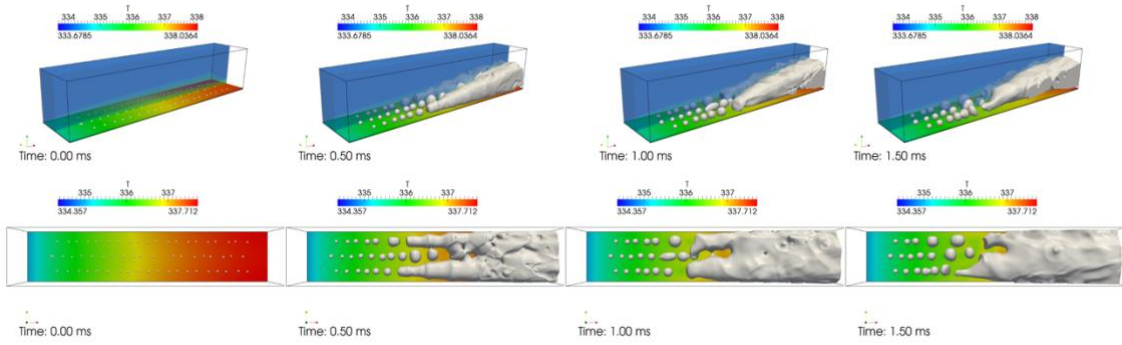 T T T T
334 335 336 337 338 334 335 336 337 338 334 335 336 337 338 334 335 336 337 338
333.6785 338.0364 333.6785 338.0364 333.6785 338.0364 333.6785 338.0364
Time: 0.00 ms Time: 0.50 ms Time: 1.00 ms Time: 1.50 ms
T T T T
335 336 337 335 336 337 335 336 337 335 336 337
334.357 337.712 334.357 337.712 334.357 337.712 334.357 337.712
Time: 0.00 ms Time: 0.50 ms Time: 1.00 ms Time: 1.50 ms